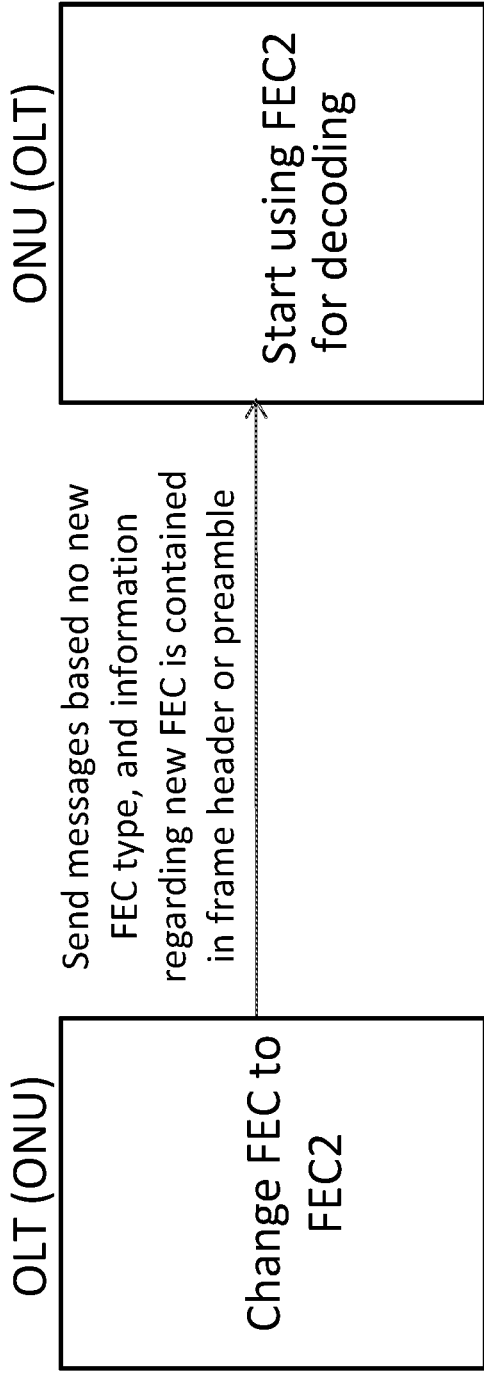 OLT (ONU)
Change FEC to
FEC2
Send messages based no new
FEC type, and information
regarding new FEC is contained
in frame header or preamble
ONU (OLT)
Start using FEC2
for decoding